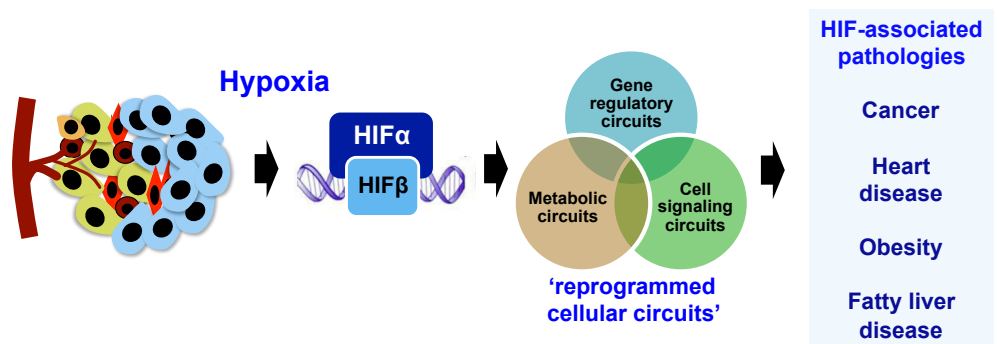 Hypoxia
HIFα
HIFβ
Gene
regulatory
circuits
Metabolic
circuits
Cell
signaling
circuits
‘reprogrammed
cellular circuits’
HIF-associated
pathologies
Cancer
Heart
disease
Obesity
Fatty liver
disease